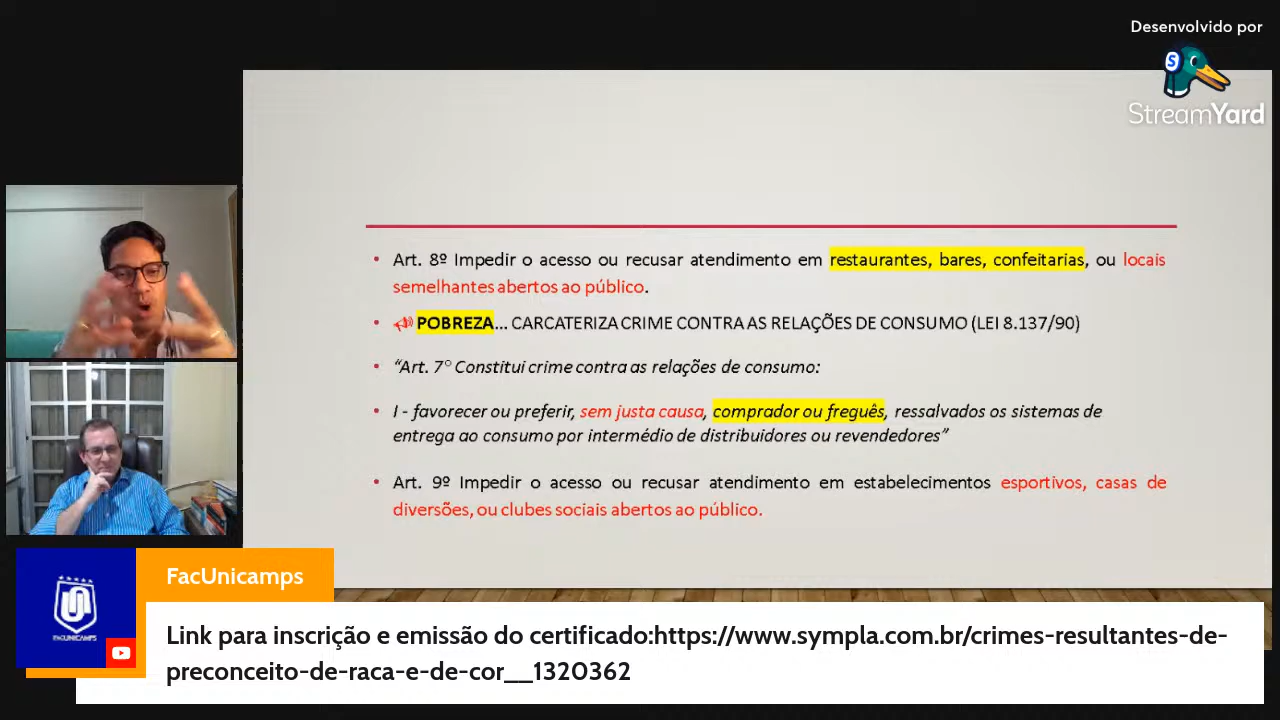 Desenvolvido por
StreamYard
Art. 8º Impedir o acesso ou recusar atendimento em restaurantes, bares, confeitarias, ou locais
semelhantes abertos ao público.
POBREZA... CARCATERIZA CRIME CONTRA AS RELAÇÕES DE CONSUMO (LEI 8.137/90)
“Art. 7° Constitui crime contra as relações de consumo:
I - favorecer ou preferir, sem justa causa, comprador ou freguês, ressalvados os sistemas de
entrega ao consumo por intermédio de distribuidores ou revendedores”
Art. 9º Impedir o acesso ou recusar atendimento em estabelecimentos esportivos, casas de
diversões, ou clubes sociais abertos ao público.
FacUnicamps
FACUNICAMPS
Link para inscrição e emissão do certificado:https://www.sympla.com.br/crimes-resultantes-de-
preconceito-de-raca-e-de-cor__1320362